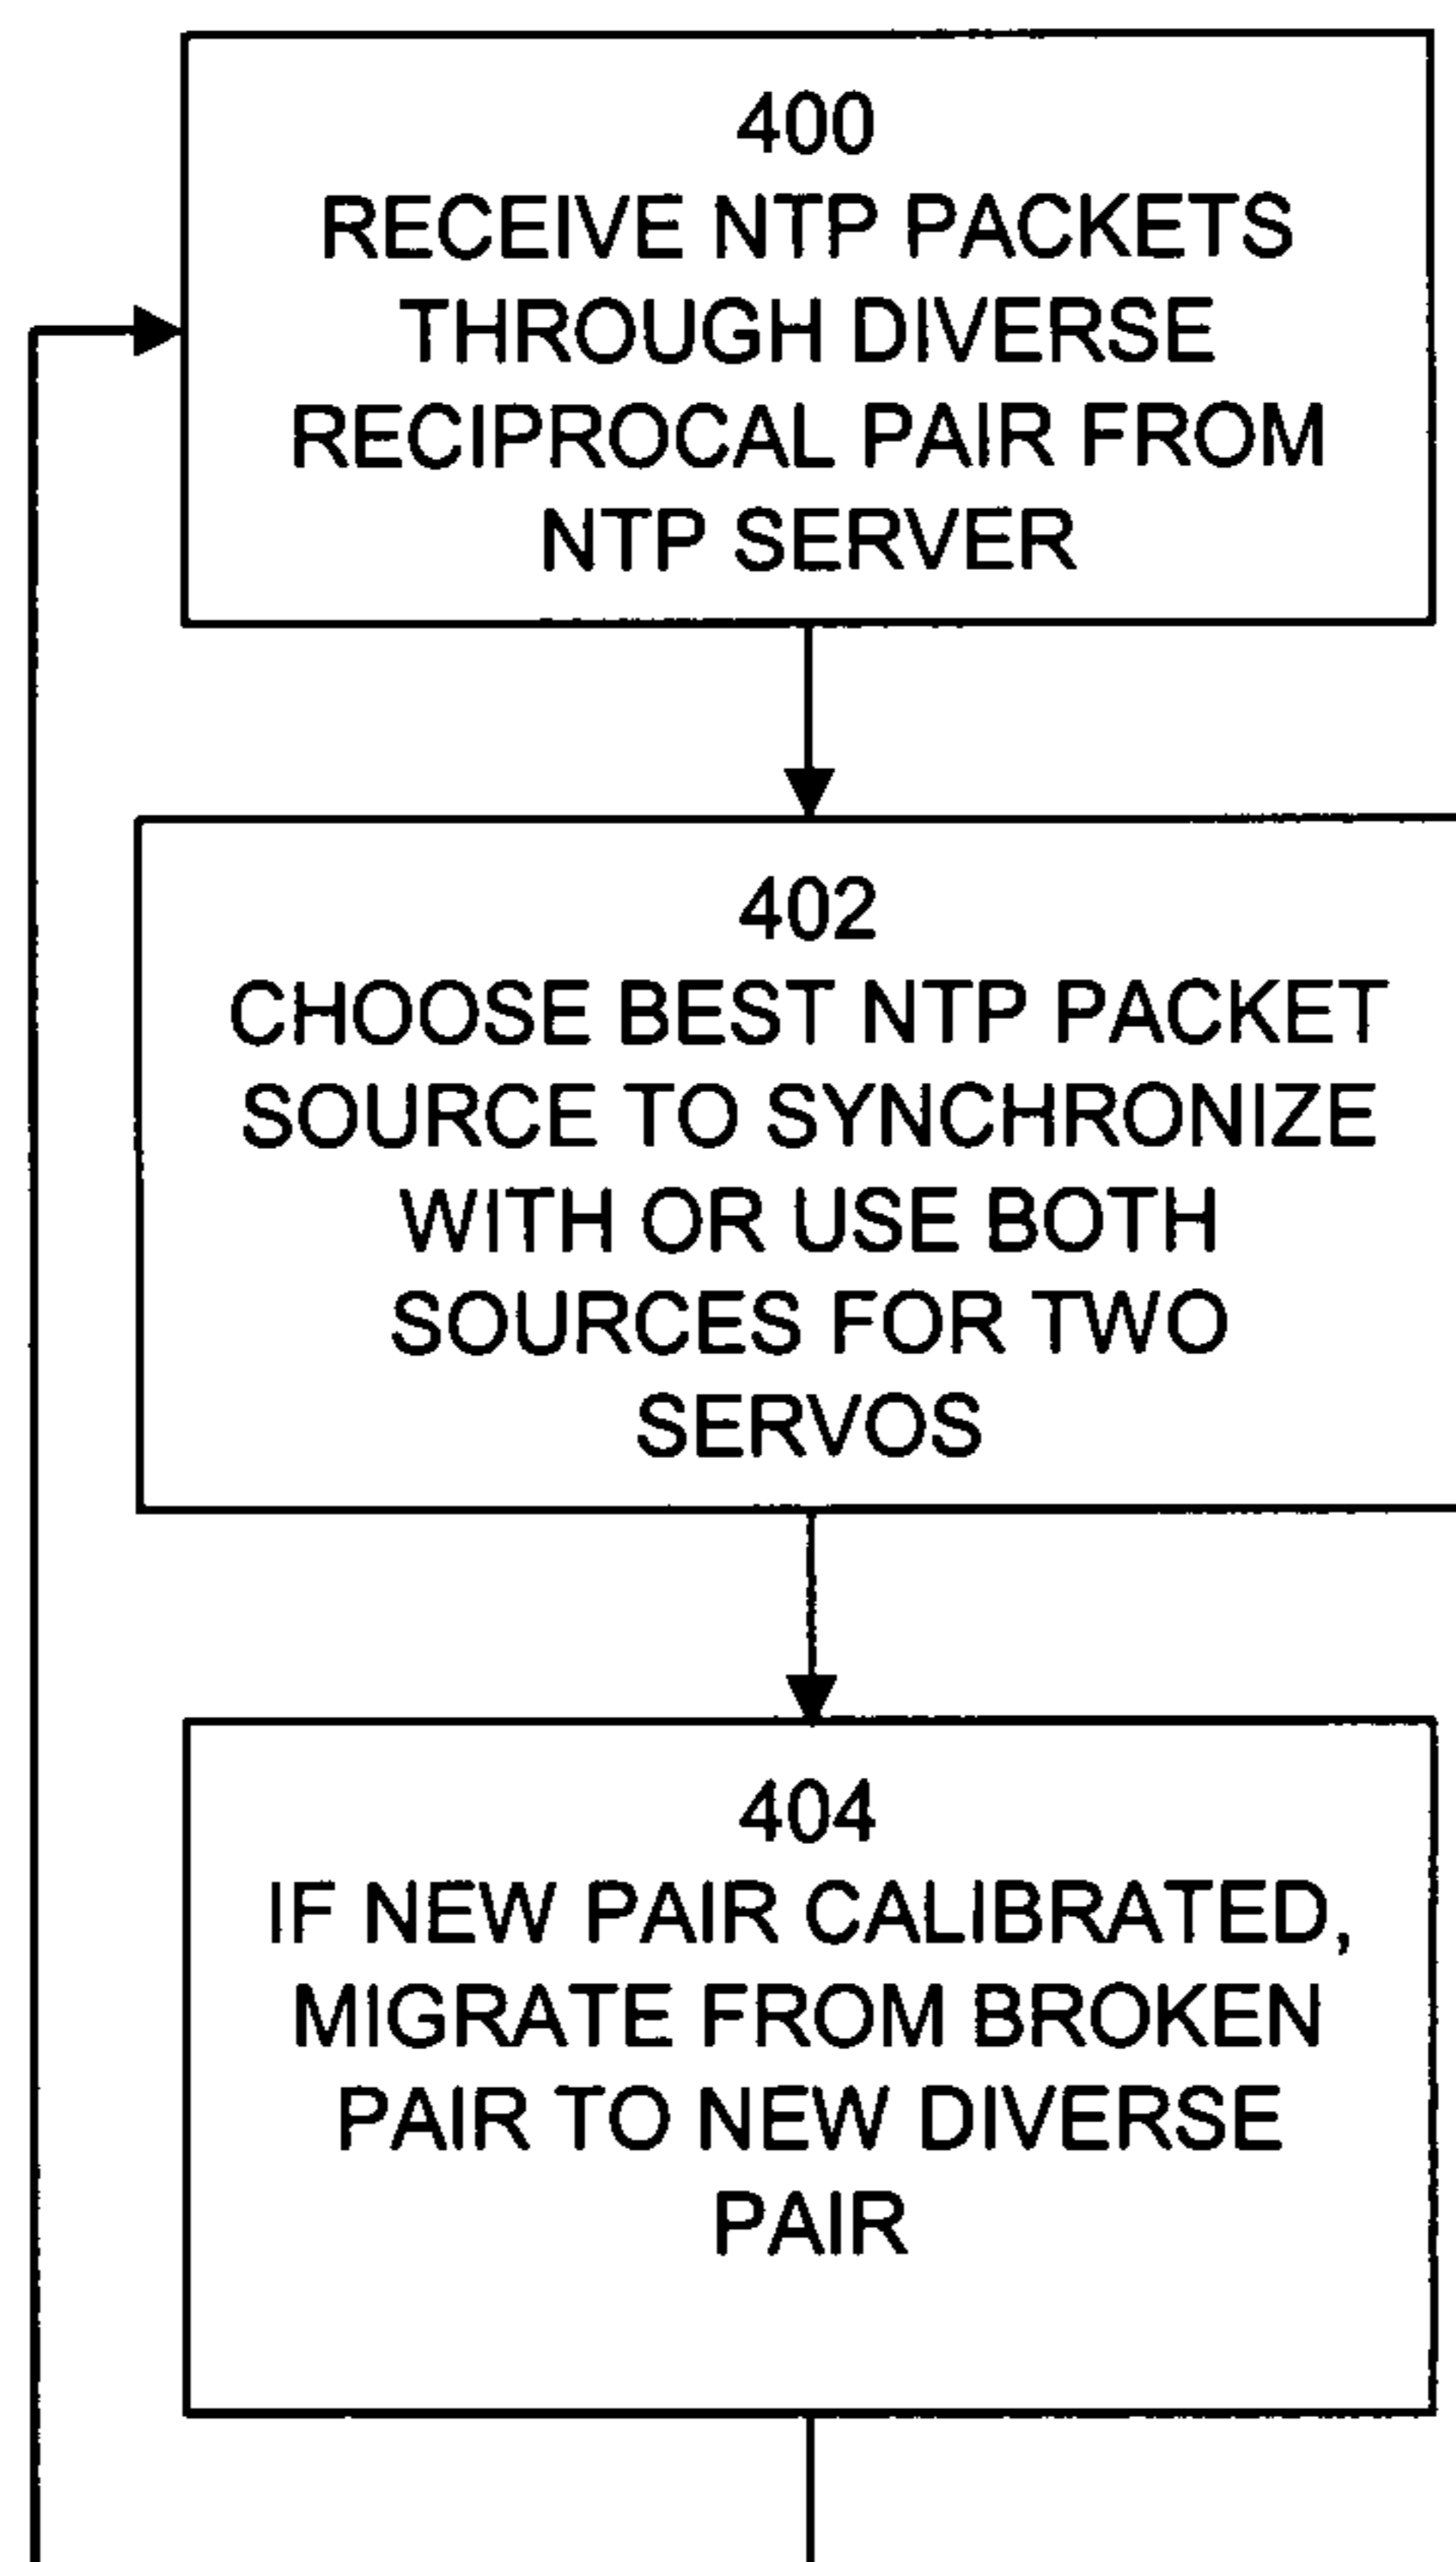 400
RECEIVE NTP PACKETS
THROUGH DIVERSE
RECIPROCAL PAIR FROM
NTP SERVER
402
CHOOSE BEST NTP PACKET
SOURCE TO SYNCHRONIZE
WITH OR USE BOTH
SOURCES FOR TWO
SERVOS
404
IF NEW PAIR CALIBRATED,
MIGRATE FROM BROKEN
PAIR TO NEW DIVERSE
PAIR